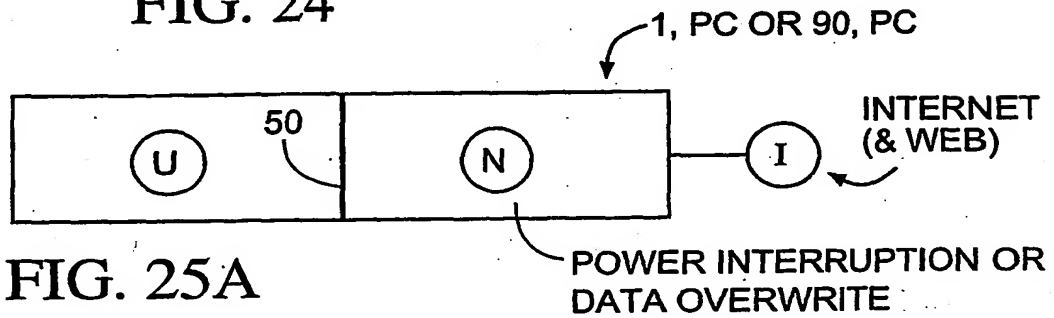 FIG. 24
1, PC OR 90, PC
50
U
N
I
INTERNET
(& WEB)
POWER INTERRUPTION OR
DATA OVERWRITE
FIG. 25A